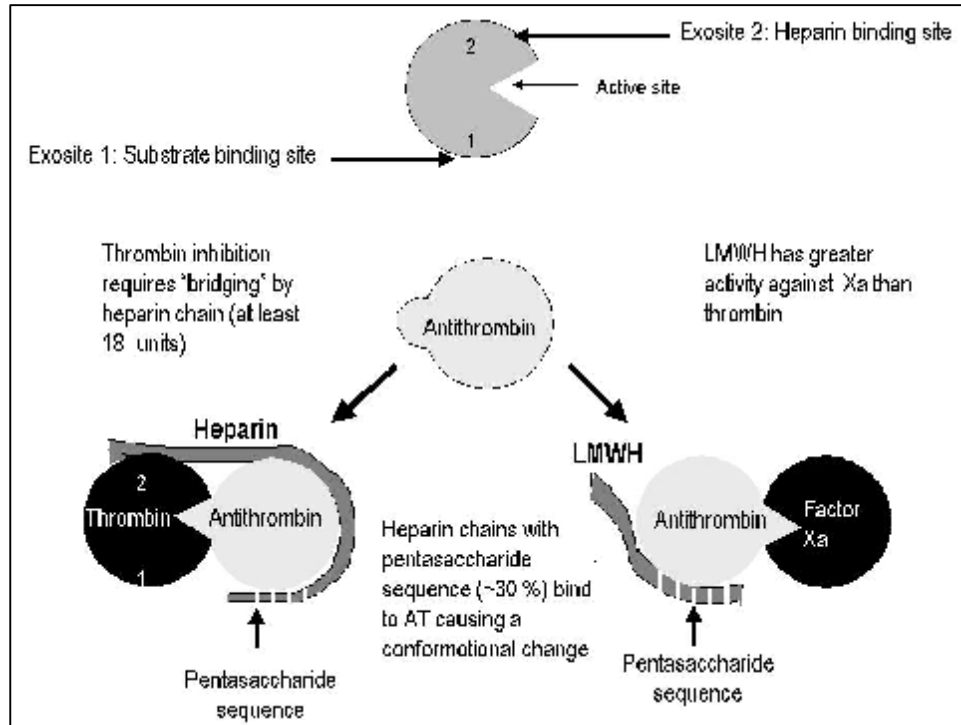 2
Exosite 2: Heparin binding site
Active site
1
Exosite 1: Substrate binding site
Thrombin inhibition
requires "bridging" by
heparin chain (at least
18 units)
LMWH has greater
activity against Xa than
thrombin
Antithrombin
Heparin
2
Thrombin
1
Antithrombin
Pentasaccharide
sequence
Heparin chains with
pentasaccharide
sequence (~30 %) bind
to AT causing a
conformotional change
LMWH
Antithrombin
Factor
Xa
Pentasaccharide
sequence